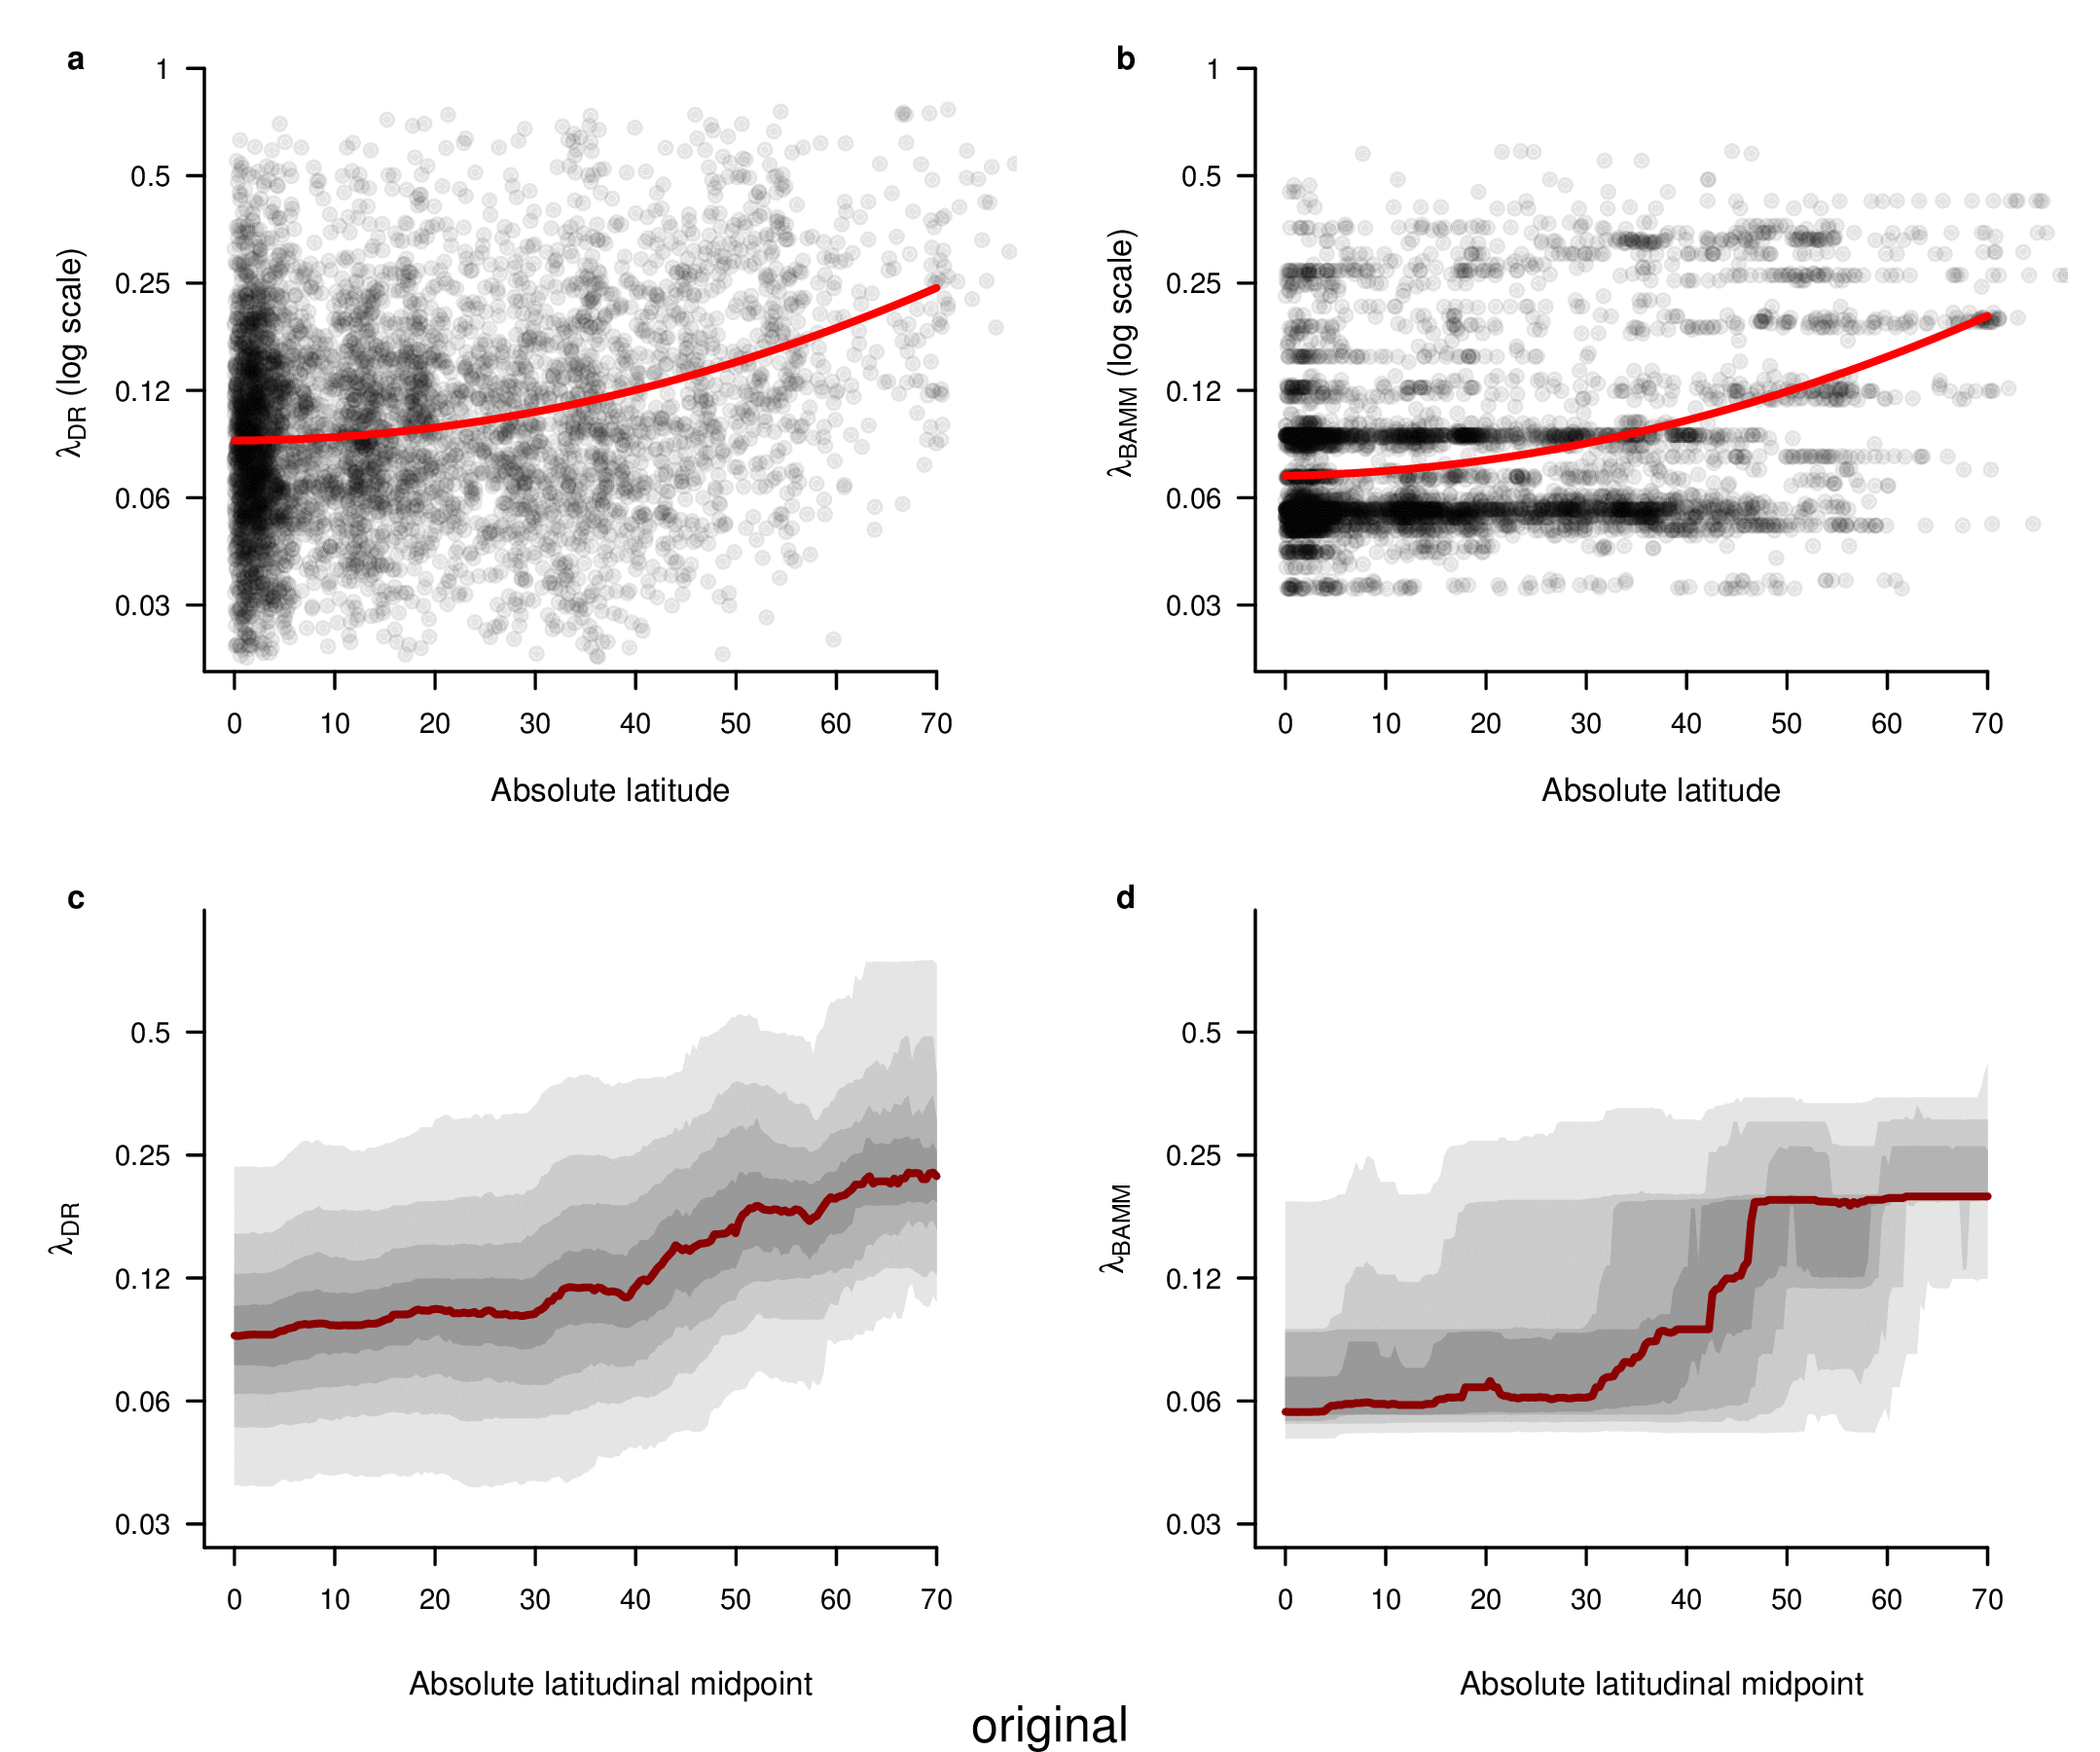 a
1
0.5
0.25
0.12
0.06
0.03
λDR (log scale)
0 10 20 30 40 50 60 70
Absolute latitude
b
1
0.5
0.25
0.12
0.06
0.03
λBAMM (log scale)
0 10 20 30 40 50 60 70
Absolute latitude
c
0.5
0.25
0.12
0.06
0.03
λDR
0 10 20 30 40 50 60 70
Absolute latitudinal midpoint
d
0.5
0.25
0.12
0.06
0.03
λBAMM
0 10 20 30 40 50 60 70
Absolute latitudinal midpoint
original